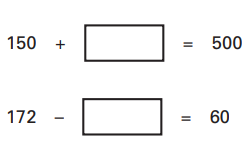 150 + = 500
172 – = 60